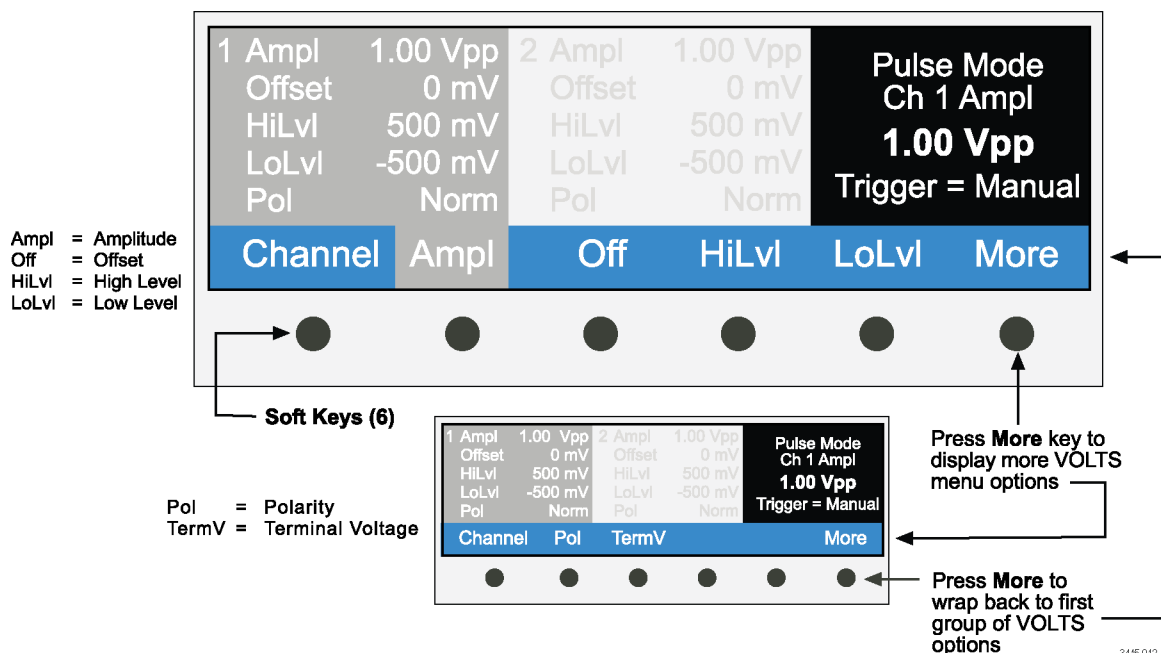 1 Ampl 1.00 Vpp
Offset 0 mV
HiLvl 500 mV
LoLvl -500 mV
Pol Norm
2 Ampl 1.00 Vpp
Offset 0 mV
HiLvl 500 mV
LoLvl -500 mV
Pol Norm
Pulse Mode
Ch 1 Ampl
1.00 Vpp
Trigger = Manual
Channel Ampl Off HiLvl LoLvl More
Ampl = Amplitude
Off = Offset
HiLvl = High Level
LoLvl = Low Level
Soft Keys (6)
Press More key to
display more VOLTS
menu options
1 Ampl 1.00 Vpp
Offset 0 mV
HiLvl 500 mV
LoLvl -500 mV
Pol Norm
2 Ampl 1.00 Vpp
Offset 0 mV
HiLvl 500 mV
LoLvl -500 mV
Pol Norm
Pulse Mode
Ch 1 Ampl
1.00 Vpp
Trigger = Manual
Channel Pol TermV More
Pol = Polarity
TermV = Terminal Voltage
Press More to
wrap back to first
group of VOLTS
options